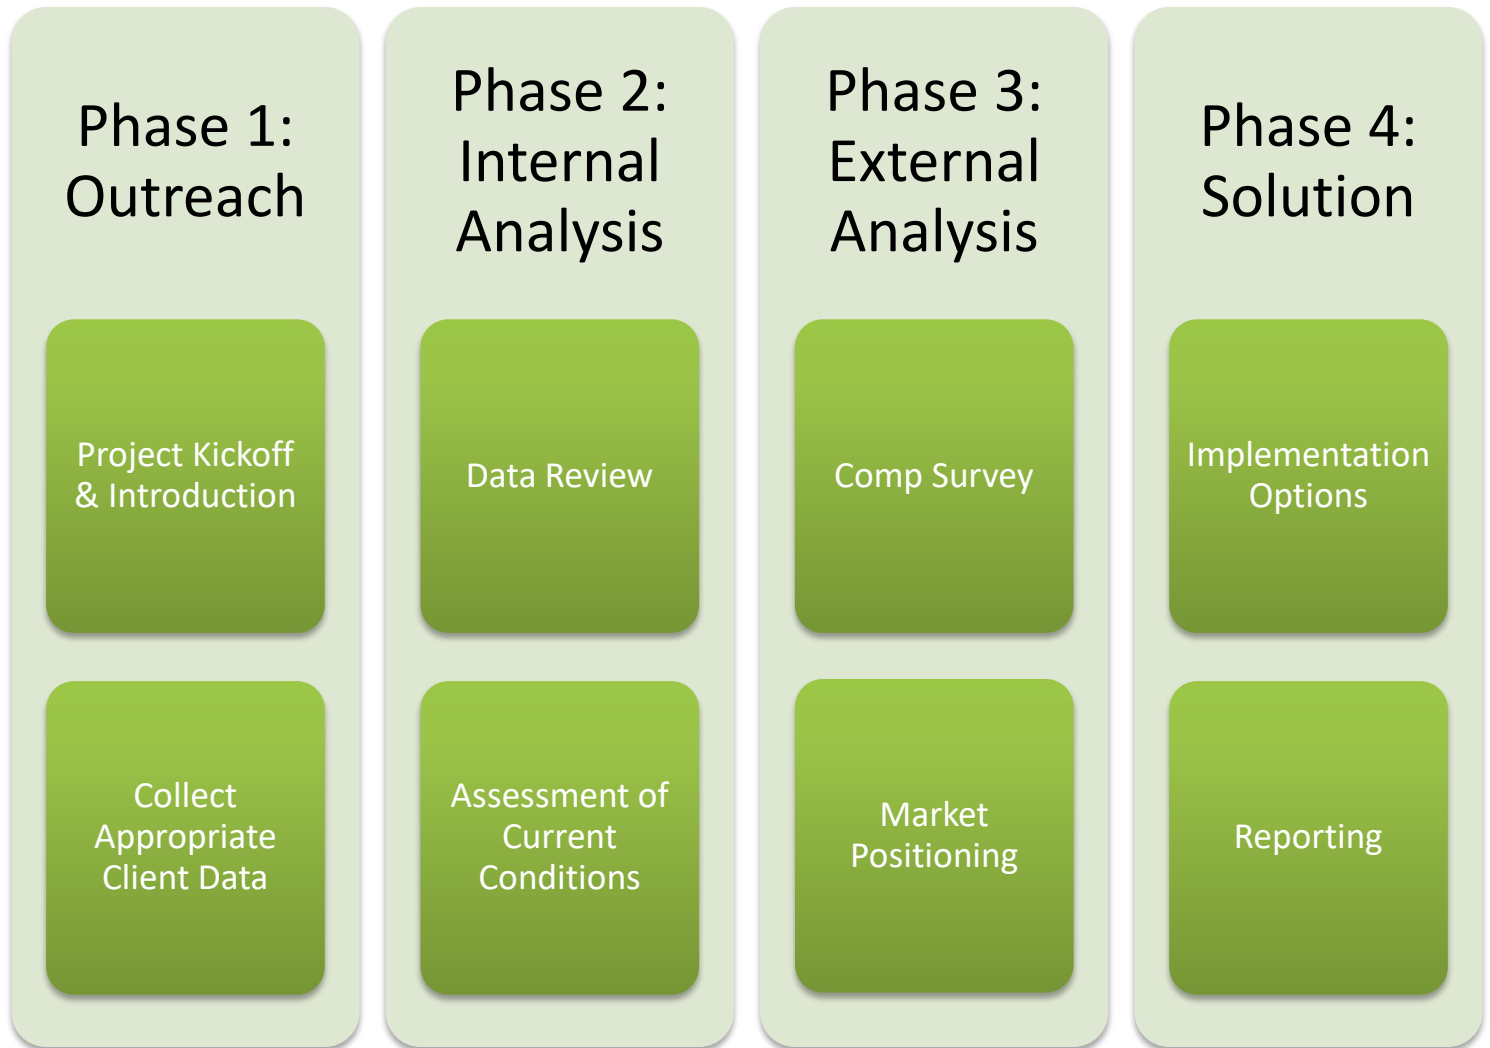 Phase 1:
Outreach
Project Kickoff
& Introduction
Collect
Appropriate
Client Data
Phase 2:
Internal
Analysis
Data Review
Assessment of
Current
Conditions
Phase 3:
External
Analysis
Comp Survey
Market
Positioning
Phase 4:
Solution
Implementation
Options
Reporting